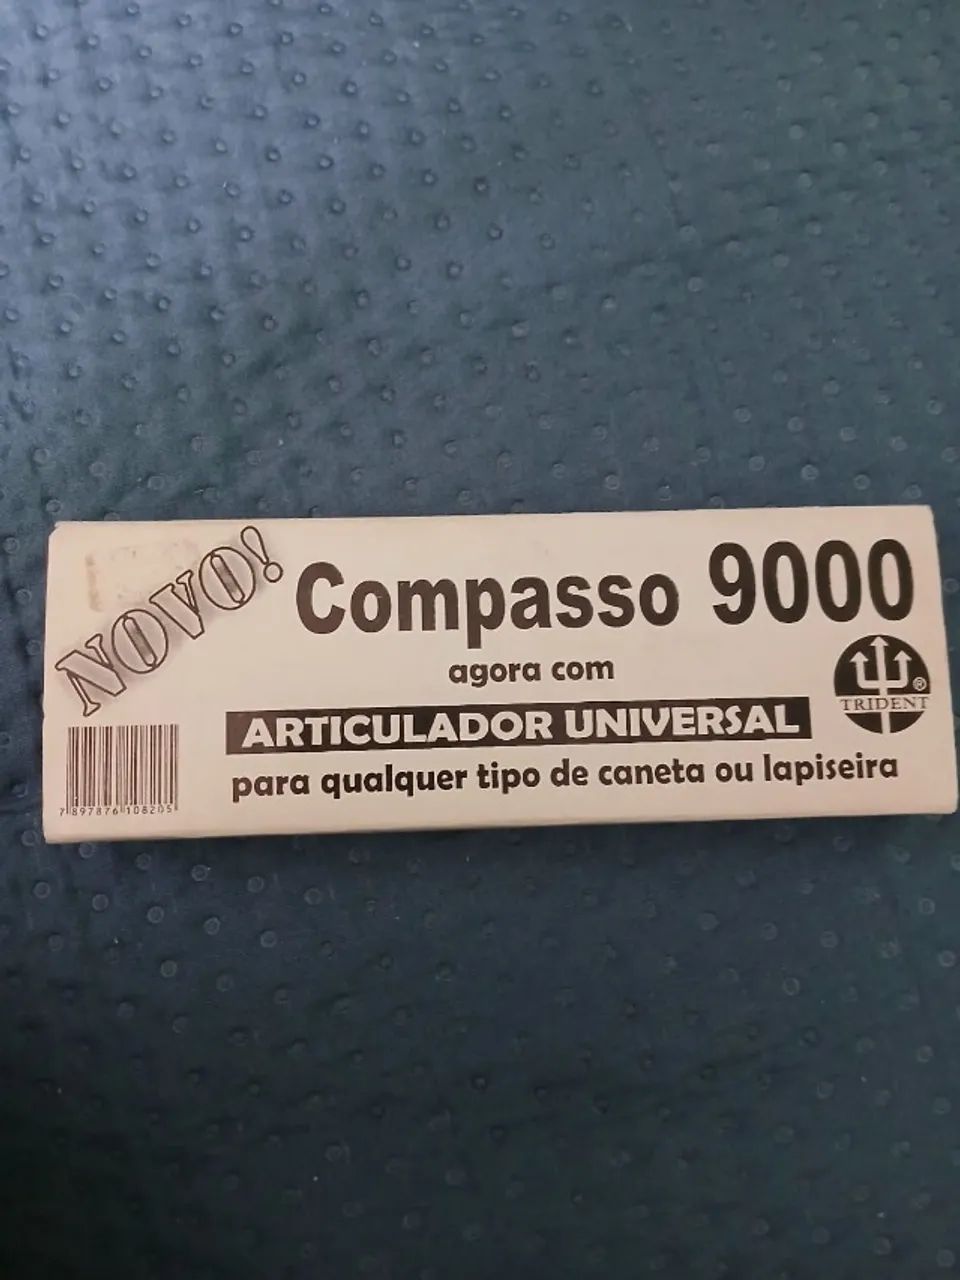 NOVO!
Compasso 9000
agora com
ARTICULADOR UNIVERSAL
para qualquer tipo de caneta ou lapiseira
TRIDENT ®
7 897876 108205